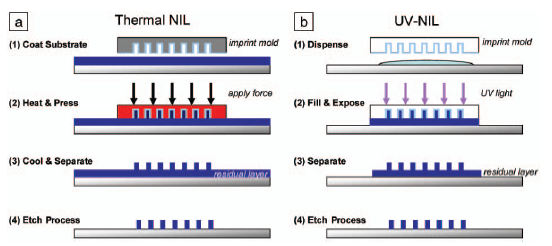 a
Thermal NIL
(1) Coat Substrate
imprint mold
(2) Heat & Press
apply force
(3) Cool & Separate
residual layer
(4) Etch Process
b
UV-NIL
(1) Dispense
imprint mold
(2) Fill & Expose
UV light
(3) Separate
residual layer
(4) Etch Process